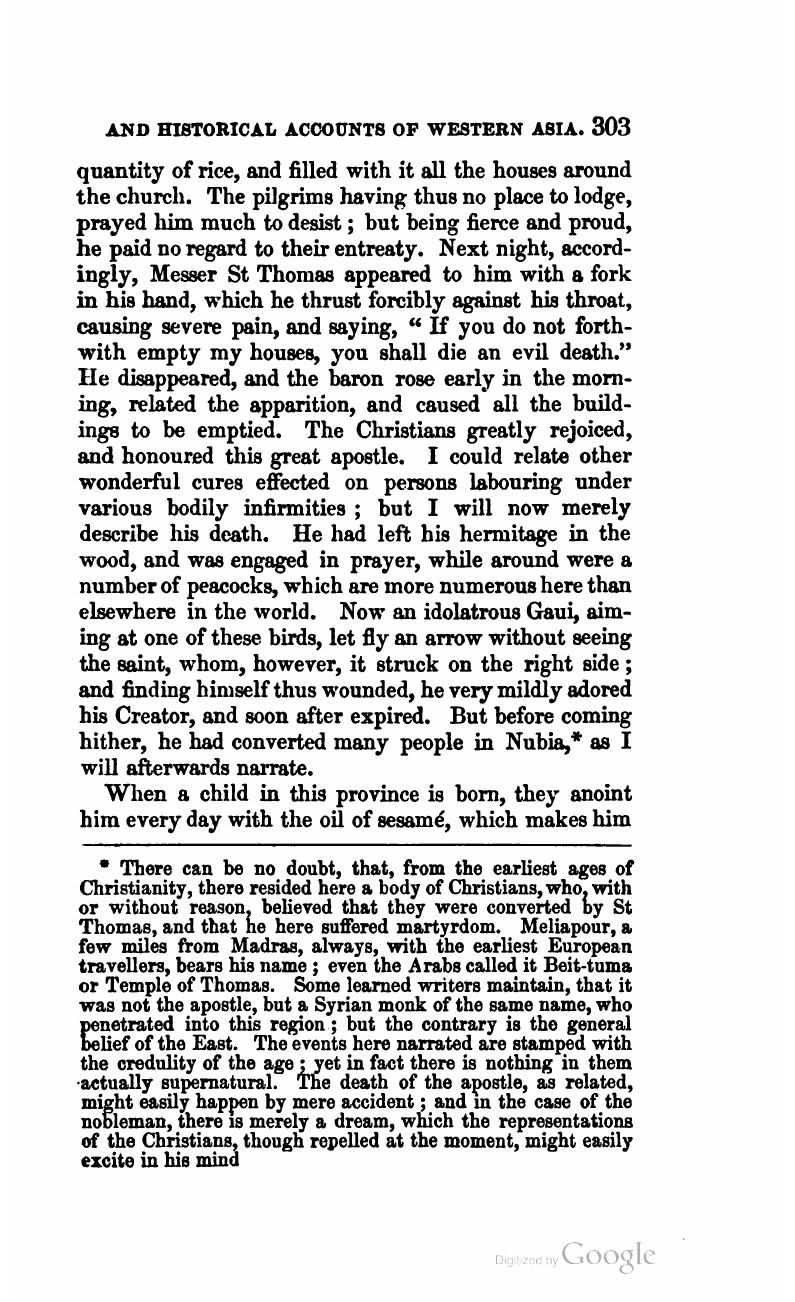 AND HISTORICAL ACCOUNTS OF WESTERN ASIA. 303
quantity of rice, and filled with it all the houses around
the church. The pilgrims having thus no place to lodge,
prayed him much to desist ; but being fierce and proud,
he paid no regard to their entreaty. Next night, accord-
ingly, Messer St Thomas appeared to him with a fork
in his hand, which he thrust forcibly against his throat,
causing severe pain, and saying, “ If you do not forth-
with empty my houses, you shall die an evil death.”
He disappeared, and the baron rose early in the morn-
ing, related the apparition, and caused all the build-
ings to be emptied. The Christians greatly rejoiced,
and honoured this great apostle. I could relate other
wonderful cures effected on persons labouring under
various bodily infirmities ; but I will now merely
describe his death. He had left his hermitage in the
wood, and was engaged in prayer, while around were a
number of peacocks, which are more numerous here than
elsewhere in the world. Now an idolatrous Gaui, aim-
ing at one of these birds, let fly an arrow without seeing
the saint, whom, however, it struck on the right side ;
and finding himself thus wounded, he very mildly adored
his Creator, and soon after expired. But before coming
hither, he had converted many people in Nubia,* as I
will afterwards narrate.
When a child in this province is born, they anoint
him every day with the oil of sesamé, which makes him
* There can be no doubt, that, from the earliest ages of
Christianity, there resided here a body of Christians, who, with
or without reason, believed that they were converted by St
Thomas, and that he here suffered martyrdom. Meliapour, a
few miles from Madras, always, with the earliest European
travellers, bears his name ; even the Arabs called it Beit-tuma
or Temple of Thomas. Some learned writers maintain, that it
was not the apostle, but a Syrian monk of the same name, who
penetrated into this region ; but the contrary is the general
belief of the East. The events here narrated are stamped with
the credulity of the age ; yet in fact there is nothing in them
actually supernatural. The death of the apostle, as related,
might easily happen by mere accident ; and in the case of the
nobleman, there is merely a dream, which the representations
of the Christians, though repelled at the moment, might easily
excite in his mind
Digitized by Google